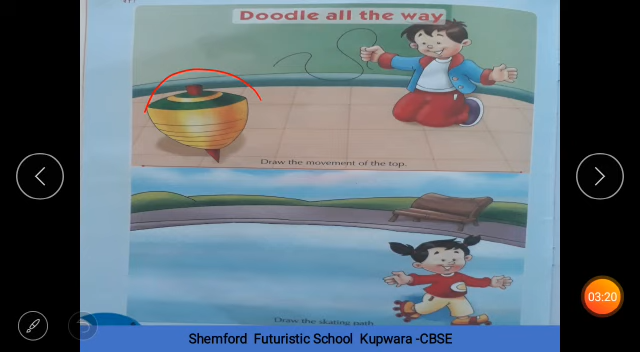 Doodle all the way
Draw the movement of the top.
Draw the skating path
03:20
Shemford Futuristic School Kupwara -CBSE